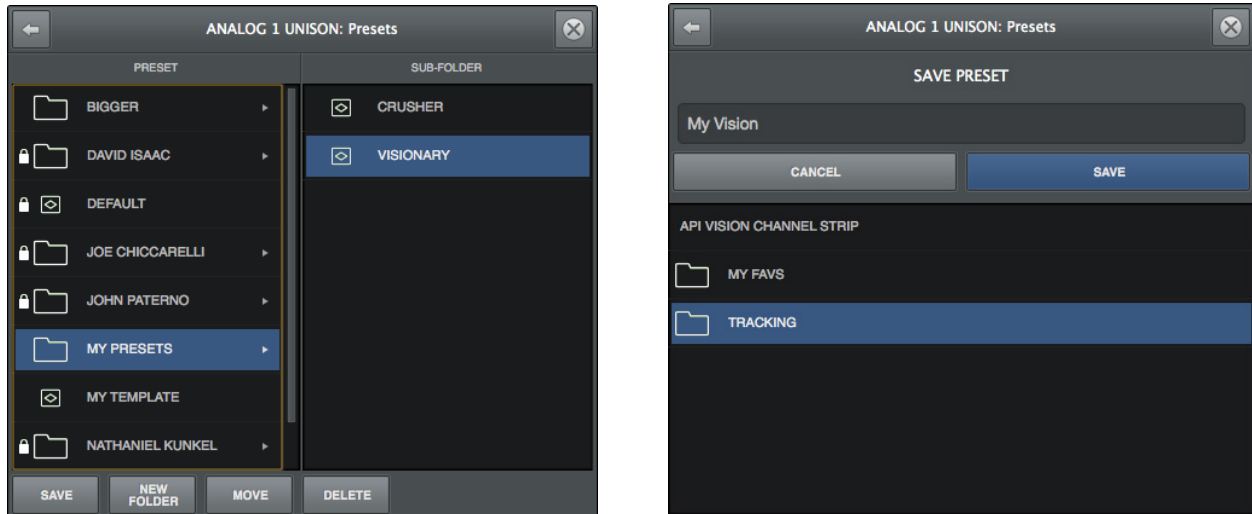 ANALOG 1 UNISON: Presets
PRESET
SUB-FOLDER
BIGGER
DAVID ISAAC
DEFAULT
JOE CHICCARELLI
JOHN PATERNO
MY PRESETS
MY TEMPLATE
NATHANIEL KUNKEL
CRUSHER
VISIONARY
SAVE
NEW
FOLDER
MOVE
DELETE
ANALOG 1 UNISON: Presets
SAVE PRESET
My Vision
CANCEL
SAVE
API VISION CHANNEL STRIP
MY FAVS
TRACKING